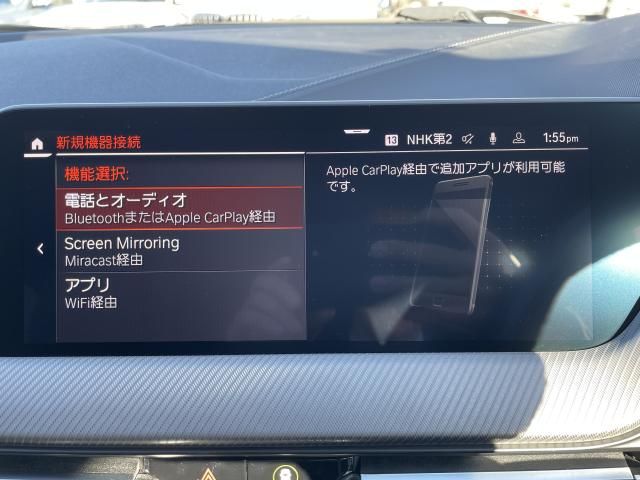 新規機器接続
13 NHK第2 1:55pm
機能選択:
電話とオーディオ
BluetoothまたはApple CarPlay経由
Screen Mirroring
Miracast経由
アプリ
WiFi経由
Apple CarPlay経由で追加アプリが利用可能
です。